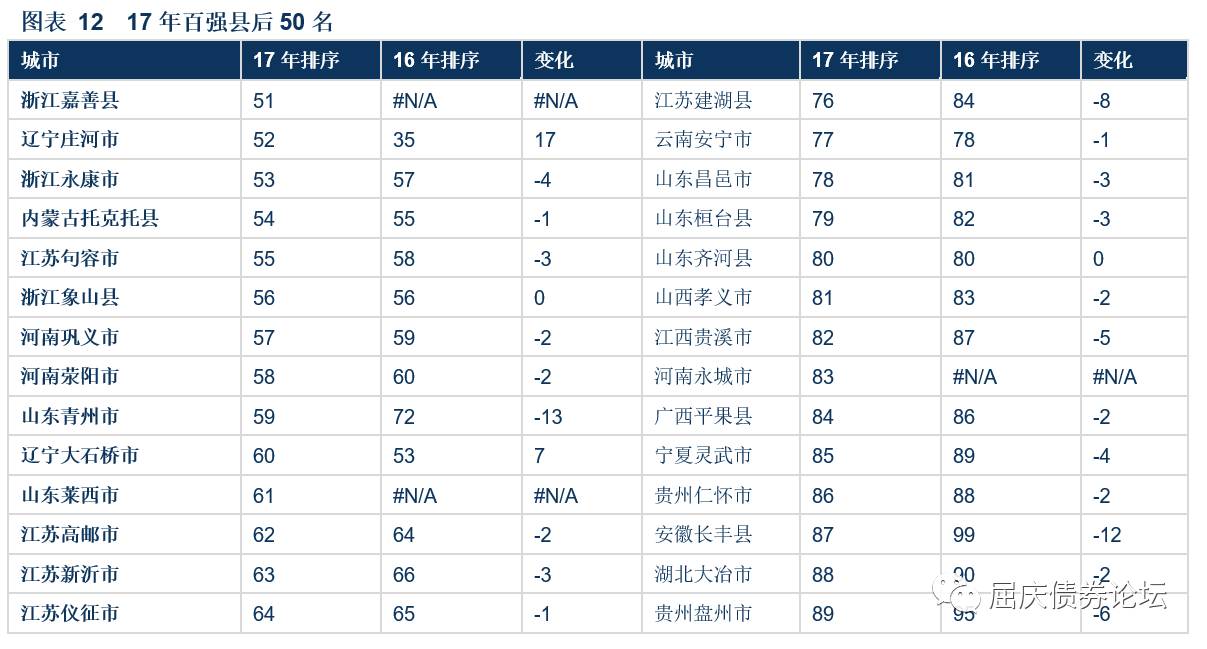 图表 12 17 年百强县后 50 名
城市 17 年排序 16 年排序 变化 城市 17 年排序 16 年排序 变化
浙江嘉善县 51 #N/A #N/A 江苏建湖县 76 84 -8
辽宁庄河市 52 35 17 云南安宁市 77 78 -1
浙江永康市 53 57 -4 山东昌邑市 78 81 -3
内蒙古托克托县 54 55 -1 山东桓台县 79 82 -3
江苏句容市 55 58 -3 山东齐河县 80 80 0
浙江象山县 56 56 0 山西孝义市 81 83 -2
河南巩义市 57 59 -2 江西贵溪市 82 87 -5
河南荥阳市 58 60 -2 河南永城市 83 #N/A #N/A
山东青州市 59 72 -13 广西平果县 84 86 -2
辽宁大石桥市 60 53 7 宁夏灵武市 85 89 -4
山东莱西市 61 #N/A #N/A 贵州仁怀市 86 88 -2
江苏高邮市 62 64 -2 安徽长丰县 87 99 -12
江苏新沂市 63 66 -3 湖北大冶市 88 90 -2
江苏仪征市 64 65 -1 贵州盘州市 89 95 -6
屈庆债券论坛